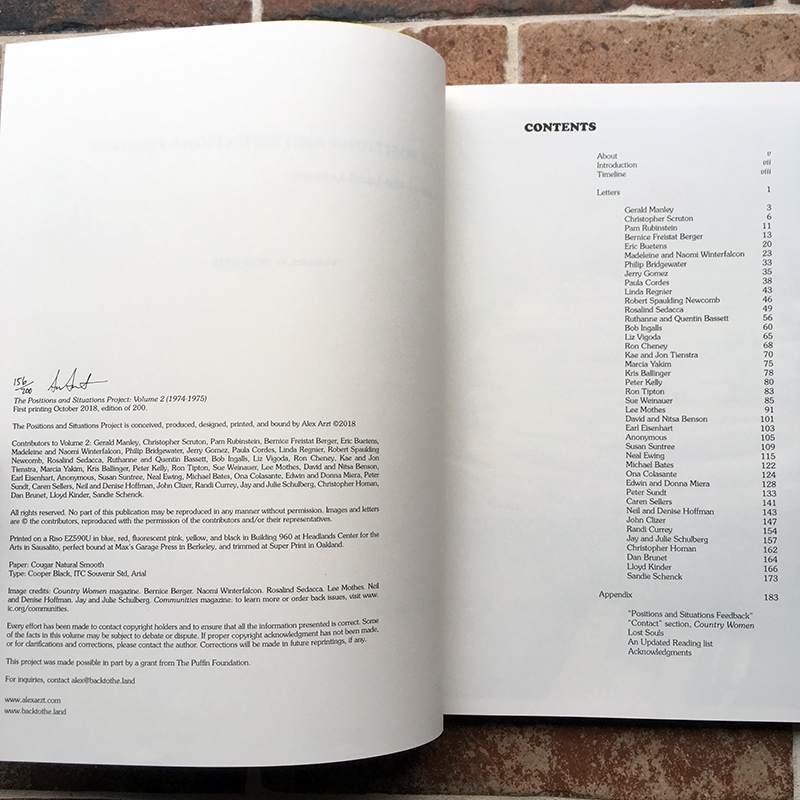 156/200
The Positions and Situations Project: Volume 2 (1974-1975)
First printing October 2018, edition of 200.
The Positions and Situations Project is conceived, produced, designed, printed, and bound by Alex Arzt ©2018
Contributors to Volume 2: Gerald Manley, Christopher Scruton, Pam Rubinstein, Bernice Freistat Berger, Eric Buetens,
Madeleine and Naomi Winterfalcon, Philip Bridgewater, Jerry Gomez, Paula Cordes, Linda Regnier, Robert Spaulding
Newcomb, Rosalind Sedacca, Ruthanne and Quentin Bassett, Bob Ingalls, Liz Vigoda, Ron Cheney, Kae and Jon
Tienstra, Marcia Yakim, Kris Ballinger, Peter Kelly, Ron Tipton, Sue Weinauer, Lee Mothes, David and Nitsa Benson,
Earl Eisenhart, Anonymous, Susan Suntree, Neal Ewing, Michael Bates, Ona Colasante, Edwin and Donna Miera, Peter
Sundt, Caren Sellers, Neil and Denise Hoffman, John Clizer, Randi Currey, Jay and Julie Schulberg, Christopher Homan,
Dan Brunet, Lloyd Kinder, Sandie Schenck.
All rights reserved. No part of this publication may be reproduced in any manner without permission. Images and letters
are © the contributors, reproduced with the permission of the contributors and/or their representatives.
Printed on a Riso EZ590U in blue, red, fluorescent pink, yellow, and black in Building 960 at Headlands Center for the
Arts in Sausalito, perfect bound at Max's Garage Press in Berkeley, and trimmed at Super Print in Oakland.
Paper: Cougar Natural Smooth
Type: Cooper Black, ITC Souvenir Std, Arial
Image credits: Country Women magazine. Bernice Berger. Naomi Winterfalcon. Rosalind Sedacca. Lee Mothes. Neil
and Denise Hoffman. Jay and Julie Schulberg. Communities magazine: to learn more or order back issues, visit www.
ic.org/communities.
Every effort has been made to contact copyright holders and to ensure that all the information presented is correct. Some
of the facts in this volume may be subject to debate or dispute. If proper copyright acknowledgment has not been made,
or for clarifications and corrections, please contact the author. Corrections will be made in future reprintings, if any.
This project was made possible in part by a grant from The Puffin Foundation.
For inquiries, contact alex@backtothe.land
www.alexarzt.com
www.backtothe.land
CONTENTS
About v
Introduction vii
Timeline viii
Letters 1
Gerald Manley 3
Christopher Scruton 6
Pam Rubinstein 11
Bernice Freistat Berger 13
Eric Buetens 20
Madeleine and Naomi Winterfalcon 23
Philip Bridgewater 33
Jerry Gomez 35
Paula Cordes 38
Linda Regnier 43
Robert Spaulding Newcomb 46
Rosalind Sedacca 49
Ruthanne and Quentin Bassett 56
Bob Ingalls 60
Liz Vigoda 65
Ron Cheney 68
Kae and Jon Tienstra 70
Marcia Yakim 75
Kris Ballinger 78
Peter Kelly 80
Ron Tipton 83
Sue Weinauer 85
Lee Mothes 91
David and Nitsa Benson 101
Earl Eisenhart 103
Anonymous 105
Susan Suntree 109
Neal Ewing 115
Michael Bates 122
Ona Colasante 124
Edwin and Donna Miera 128
Peter Sundt 133
Caren Sellers 141
Neil and Denise Hoffman 143
John Clizer 147
Randi Currey 154
Jay and Julie Schulberg 157
Christopher Homan 162
Dan Brunet 164
Lloyd Kinder 166
Sandie Schenck 173
Appendix 183
"Positions and Situations Feedback"
"Contact" section, Country Women
Lost Souls
An Updated Reading list
Acknowledgments